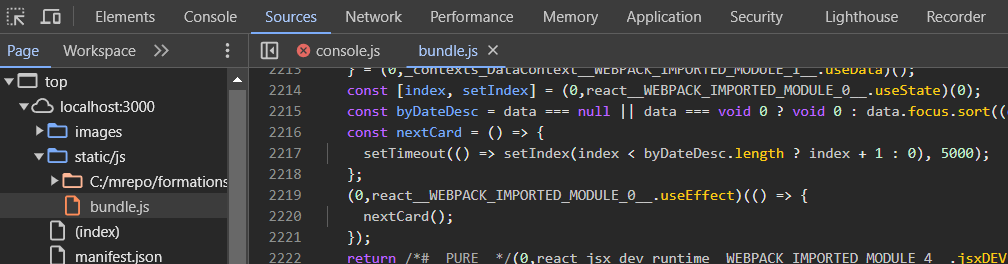 Elements Console Sources Network Performance Memory Application Security Lighthouse Recorder
Page Workspace
console.js bundle.js
top
localhost:3000
images
static/js
C:/mrepo/formations
bundle.js
(index)
manifest.json
2213 } = (0,_contexts_DataContext__WEBPACK_IMPORTED_MODULE_1__.useData)();
2214 const [index, setIndex] = (0,react__WEBPACK_IMPORTED_MODULE_0__.useState)(0);
2215 const byDateDesc = data === null || data === void 0 ? void 0 : data.focus.sort((
2216 const nextCard = () => {
2217 setTimeout(() => setIndex(index < byDateDesc.length ? index + 1 : 0), 5000);
2218 };
2219 (0,react__WEBPACK_IMPORTED_MODULE_0__.useEffect)(() => {
2220 nextCard();
2221 });
2222 return /*#__PURE__*/(0,react_jsx_dev_runtime__WEBPACK_IMPORTED_MODULE_4__.jsxDEV